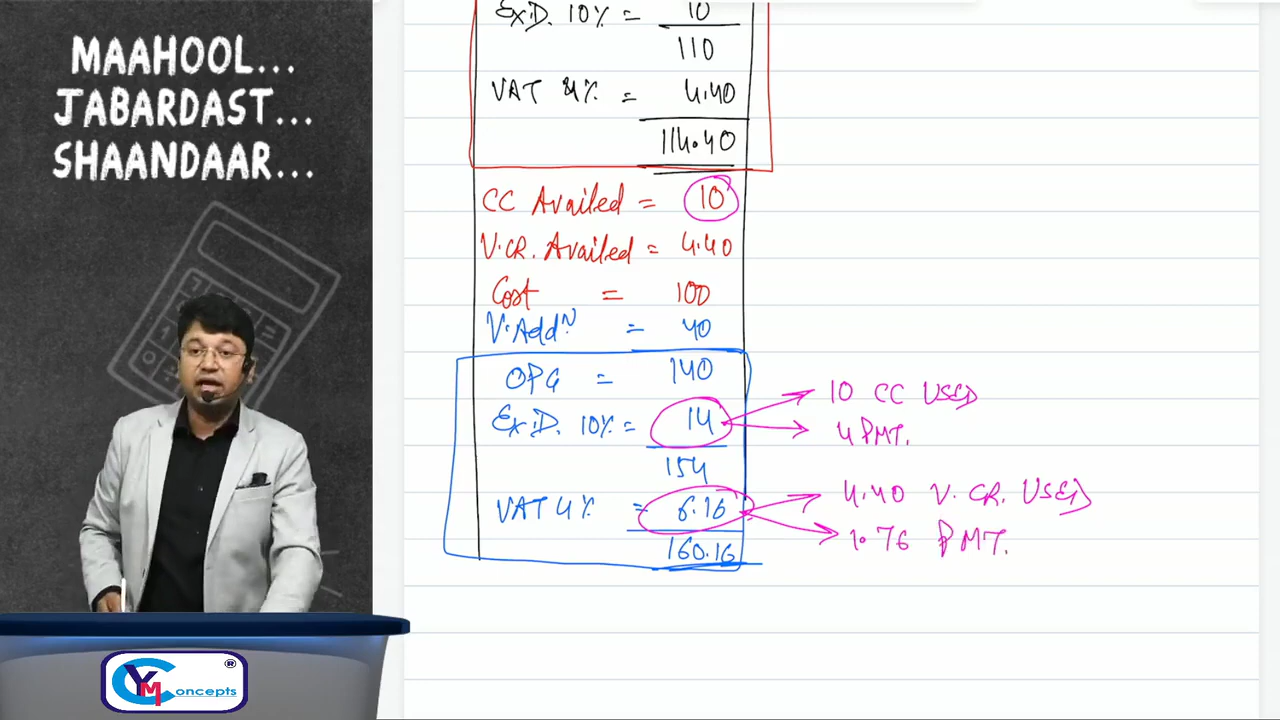 MAAHOOL...
JABARDAST...
SHAANDAAR...
EX.D. 10% = 10
110
VAT 4% = 4.40
114.40
CC Availed = 10
V.CR. Availed = 4.40
Cost = 100
V.Addn = 40
OPG = 140
EX.D. 10% = 14
154
VAT 4% = 6.16
160.16
10 CC USED
4 PMT.
4.40 V. CR. USED
1.76 PMT.
CYM Concepts ®